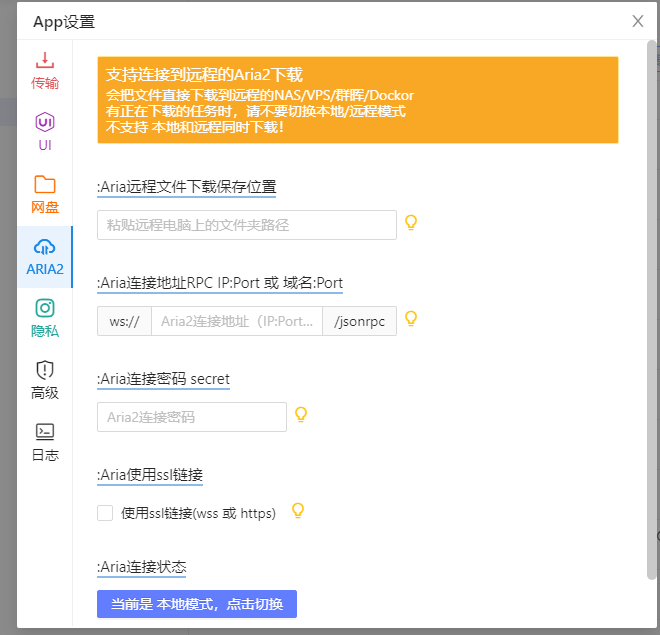 App设置
传输
UI
网盘
ARIA2
隐私
高级
日志
支持连接到远程的Aria2下载
会把文件直接下载到远程的NAS/VPS/群晖/Dockor
有正在下载的任务时，请不要切换本地/远程模式
不支持 本地和远程同时下载！
:Aria远程文件下载保存位置
粘贴远程电脑上的文件夹路径
:Aria连接地址RPC IP:Port 或 域名:Port
ws:// Aria2连接地址（IP:Port... /jsonrpc
:Aria连接密码 secret
Aria2连接密码
:Aria使用ssl链接
使用ssl链接(wss 或 https)
:Aria连接状态
当前是 本地模式，点击切换